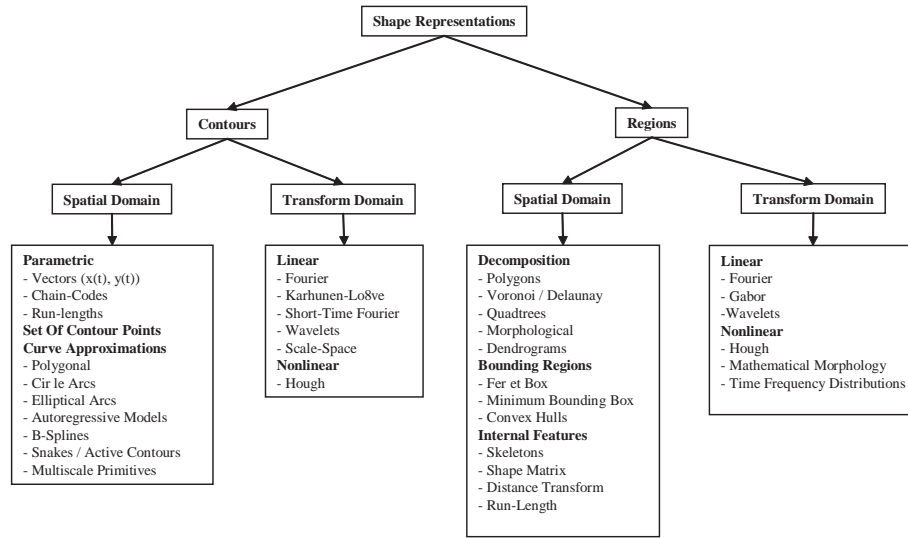 Shape Representations
Contours
Regions
Spatial Domain
Transform Domain
Spatial Domain
Transform Domain
Parametric
- Vectors (x(t), y(t))
- Chain-Codes
- Run-lengths
Set Of Contour Points
Curve Approximations
- Polygonal
- Cir le Arcs
- Elliptical Arcs
- Autoregressive Models
- B-Splines
- Snakes / Active Contours
- Multiscale Primitives
Linear
- Fourier
- Karhunen-Lo8ve
- Short-Time Fourier
- Wavelets
- Scale-Space
Nonlinear
- Hough
Decomposition
- Polygons
- Voronoi / Delaunay
- Quadtrees
- Morphological
- Dendrograms
Bounding Regions
- Fer et Box
- Minimum Bounding Box
- Convex Hulls
Internal Features
- Skeletons
- Shape Matrix
- Distance Transform
- Run-Length
Linear
- Fourier
- Gabor
-Wavelets
Nonlinear
- Hough
- Mathematical Morphology
- Time Frequency Distributions